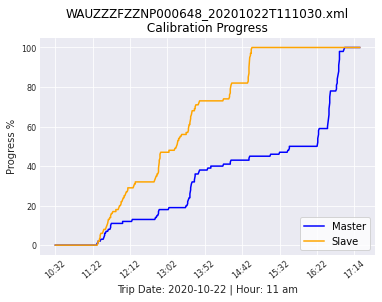 WAUZZZFZZNP000648_20201022T111030.xml
Calibration Progress
Progress %
100
80
60
40
20
0
Master
Slave
10:32
11:22
12:12
13:02
13:52
14:42
15:32
16:22
17:14
Trip Date: 2020-10-22 | Hour: 11 am